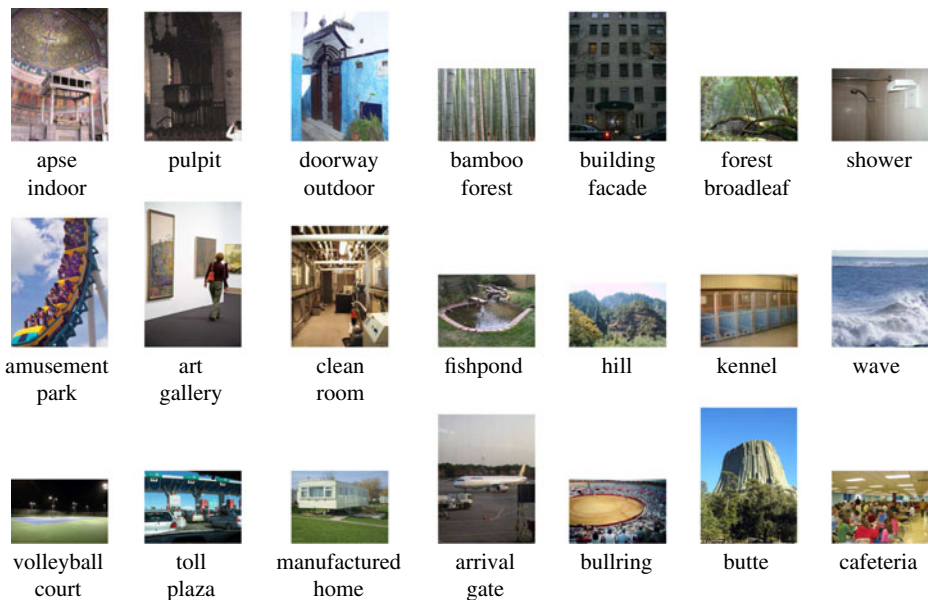 apse
indoor
pulpit
doorway
outdoor
bamboo
forest
building
facade
forest
broadleaf
shower
amusement
park
art
gallery
clean
room
fishpond
hill
kennel
wave
volleyball
court
toll
plaza
manufactured
home
arrival
gate
bullring
butte
cafeteria